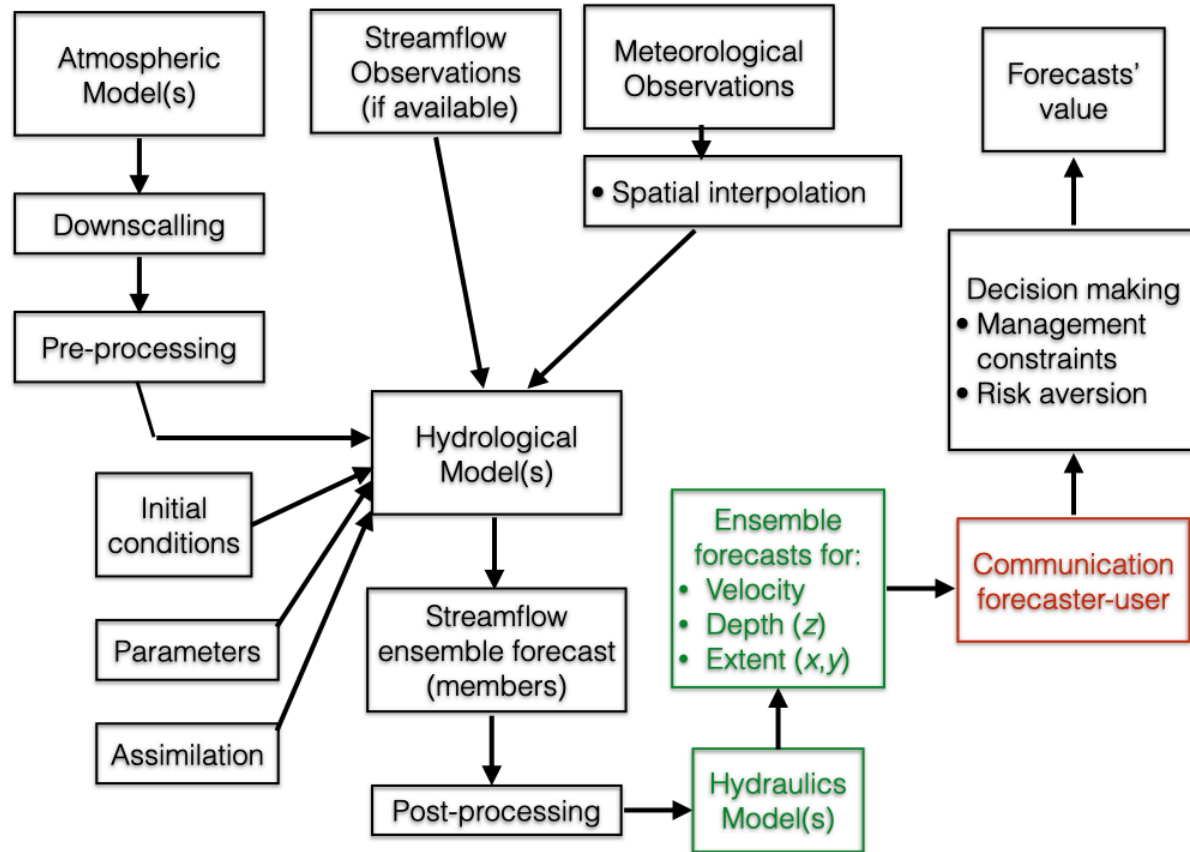 Atmospheric
Model(s)
Streamflow
Observations
(if available)
Meteorological
Observations
Forecasts’
value
• Spatial interpolation
Downscalling
Pre-processing
Decision making
• Management
constraints
• Risk aversion
Hydrological
Model(s)
Initial
conditions
Ensemble
forecasts for:
• Velocity
• Depth (z)
• Extent (x,y)
Communication
forecaster-user
Parameters
Streamflow
ensemble forecast
(members)
Assimilation
Post-processing
Hydraulics
Model(s)